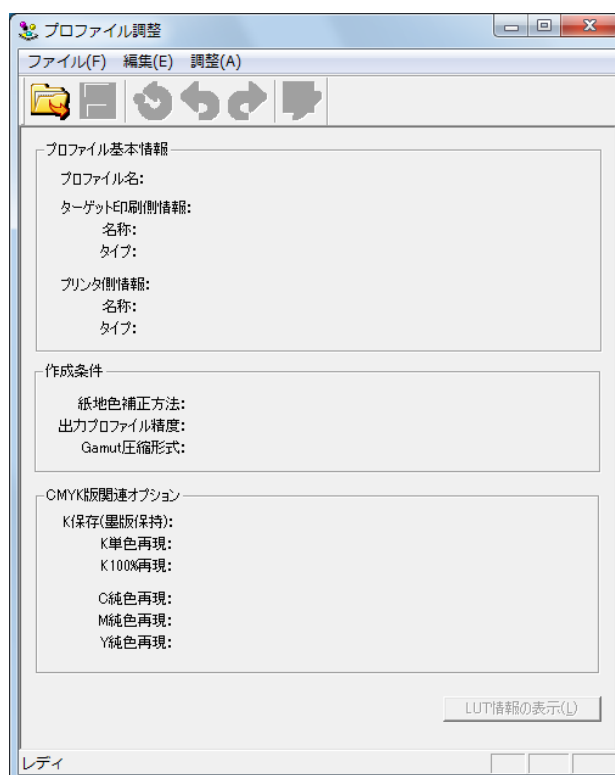 プロファイル調整
ファイル(F) 編集(E) 調整(A)
プロファイル基本情報
プロファイル名:
ターゲット印刷側情報:
名称:
タイプ:
プリンタ側情報:
名称:
タイプ:
作成条件
紙地色補正方法:
出力プロファイル精度:
Gamut圧縮形式:
CMYK版関連オプション
K保存(墨版保持):
K単色再現:
K100%再現:
C純色再現:
M純色再現:
Y純色再現:
LUT情報の表示(L)
レディ